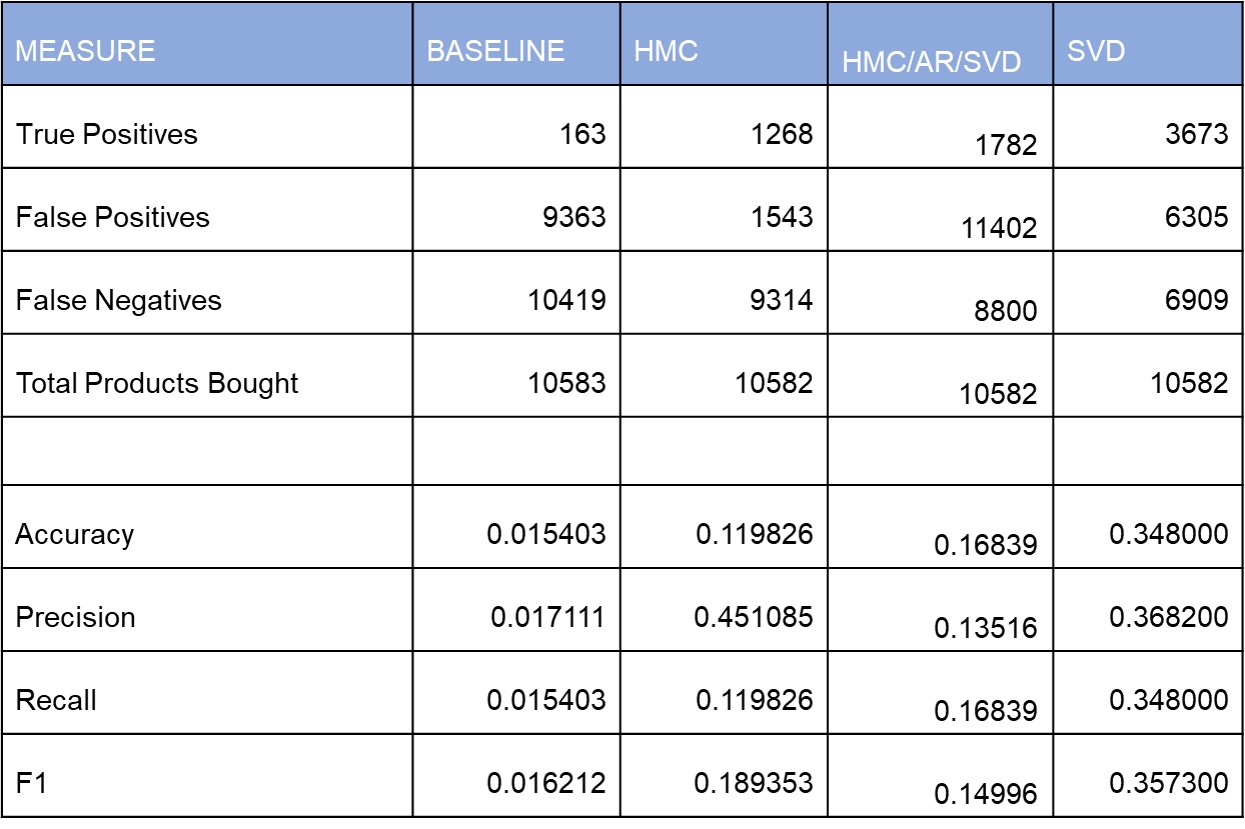 MEASURE BASELINE HMC HMC/AR/SVD SVD
True Positives 163 1268 1782 3673
False Positives 9363 1543 11402 6305
False Negatives 10419 9314 8800 6909
Total Products Bought 10583 10582 10582 10582
Accuracy 0.015403 0.119826 0.16839 0.348000
Precision 0.017111 0.451085 0.13516 0.368200
Recall 0.015403 0.119826 0.16839 0.348000
F1 0.016212 0.189353 0.14996 0.357300